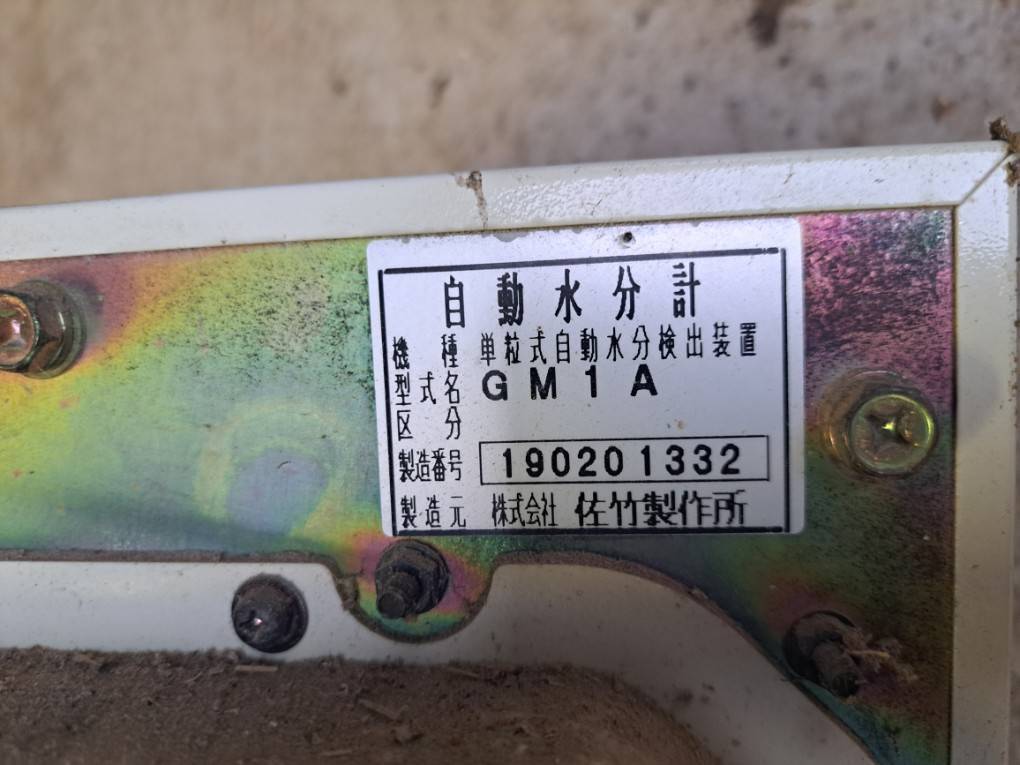 自動水分計
機種 単粒式自動水分検出装置
型式名 GM1A
区分
製造番号 190201332
製造元 株式会社 佐竹製作所